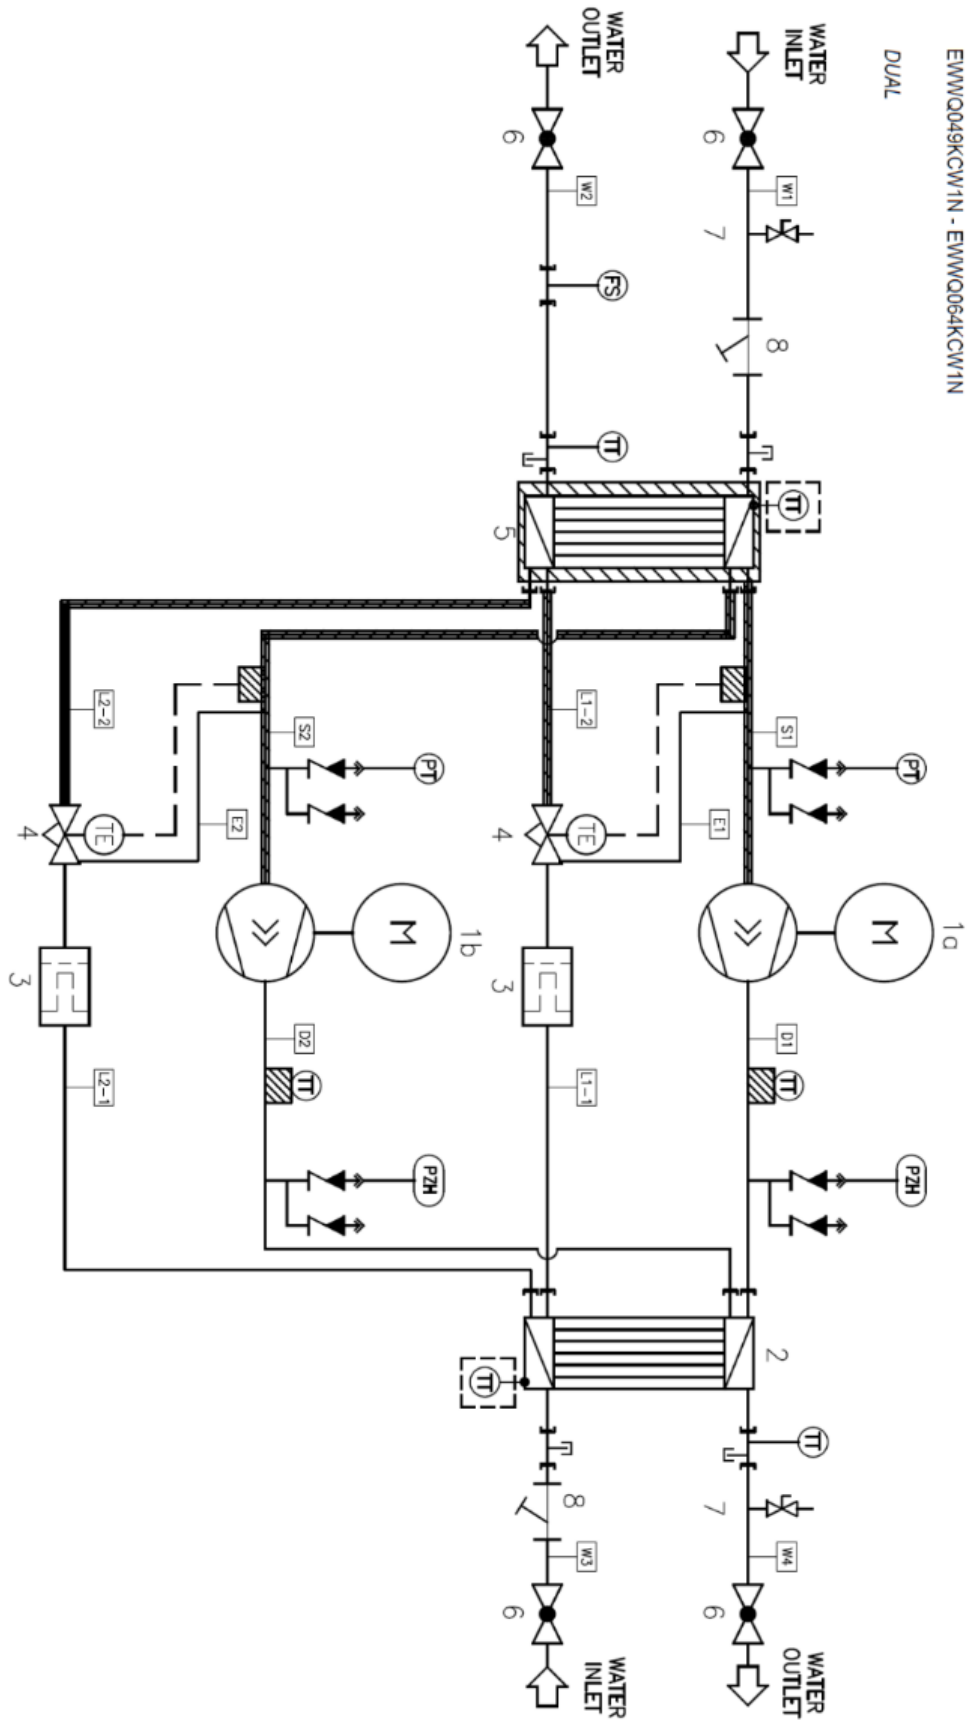 EWWQ049KCW1N - EWWQ064KCW1N
DUAL
1a
M
1b
M
PT
PZH
PT
PZH
WATER
INLET
6
W1
7
8
TT
S1
E1
D1
TT
2
TT
7
W4
6
WATER
OUTLET
WATER
OUTLET
6
W2
FS
TT
5
L1-2
TE
4
3
L1-1
TT
8
W3
6
WATER
INLET
S2
E2
D2
TT
L2-2
TE
4
3
L2-1